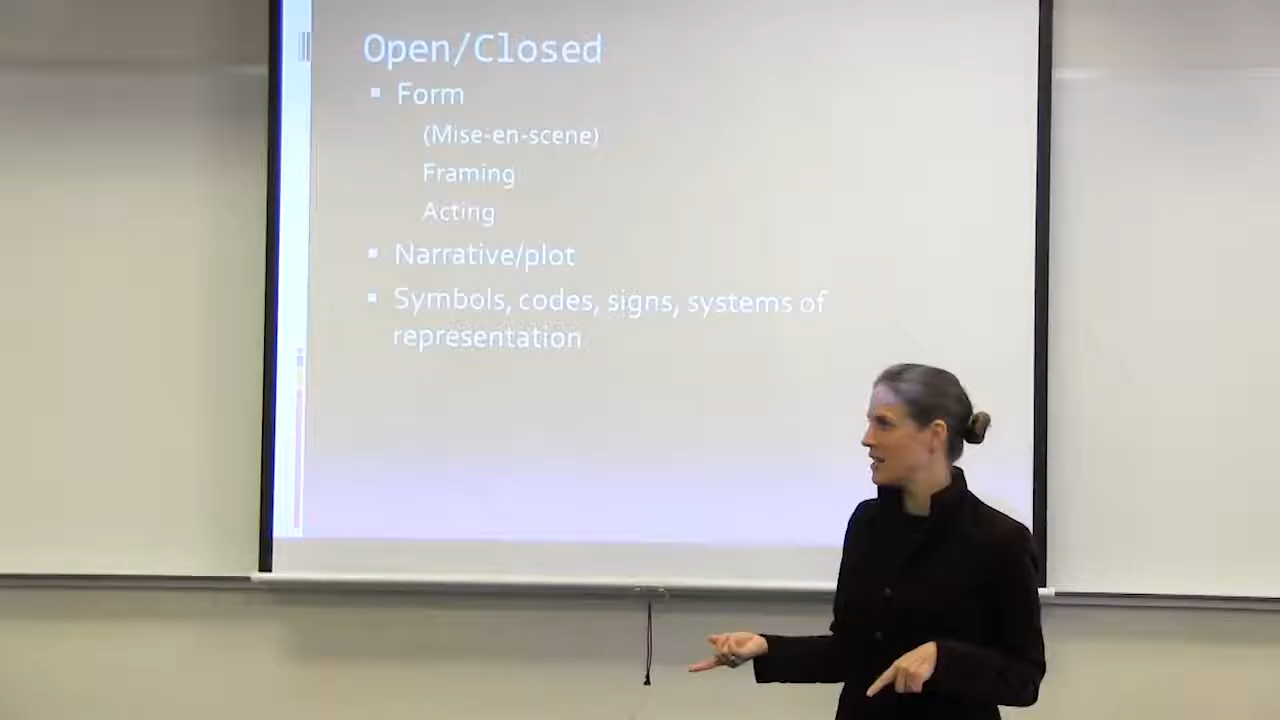 Open/Closed
▪ Form
(Mise-en-scene)
Framing
Acting
▪ Narrative/plot
▪ Symbols, codes, signs, systems of
representation